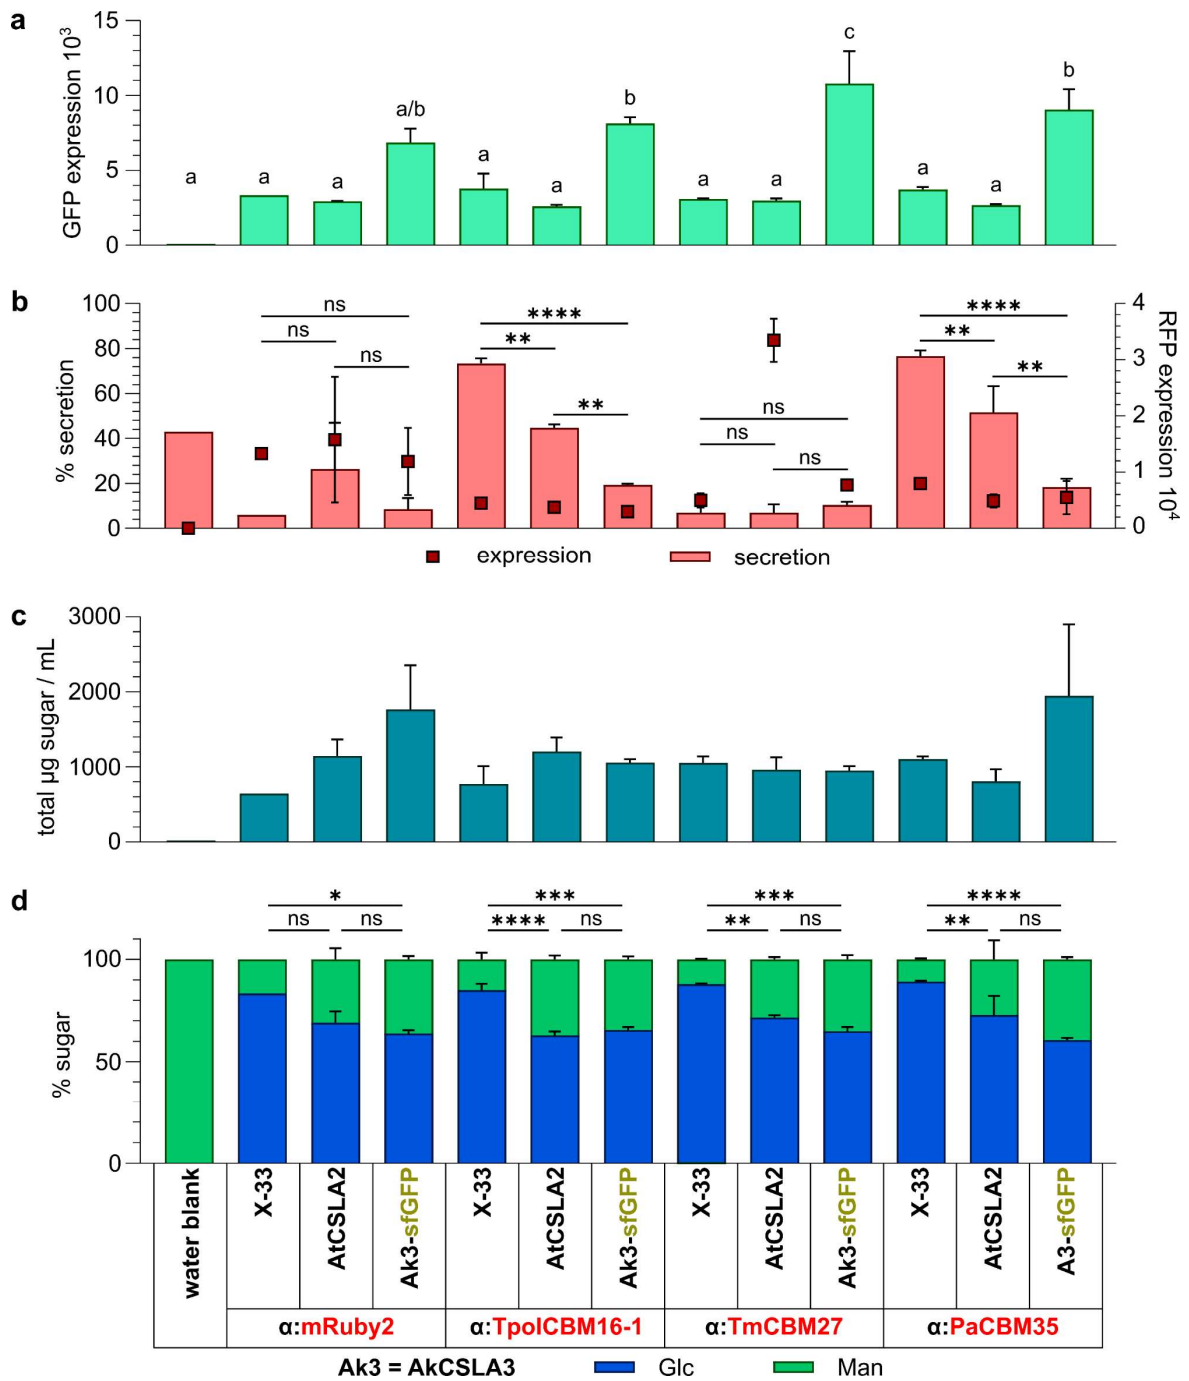 a
GFP expression 10³
15
10
5
0
a
a
a
a/b
a
a
b
a
a
c
a
a
b
b
% secretion
100
80
60
40
20
0
RFP expression 10⁴
4
3
2
1
0
ns
ns
ns
****
**
**
ns
ns
ns
****
**
**
expression
secretion
c
total µg sugar / mL
3000
2000
1000
0
d
% sugar
100
50
0
*
ns
ns
***
****
ns
***
**
ns
****
**
ns
water blank
X-33
AtCSLA2
Ak3-sfGFP
X-33
AtCSLA2
Ak3-sfGFP
X-33
AtCSLA2
Ak3-sfGFP
X-33
AtCSLA2
A3-sfGFP
α:mRuby2
α:TpolCBM16-1
α:TmCBM27
α:PaCBM35
Ak3 = AkCSLA3
Glc
Man